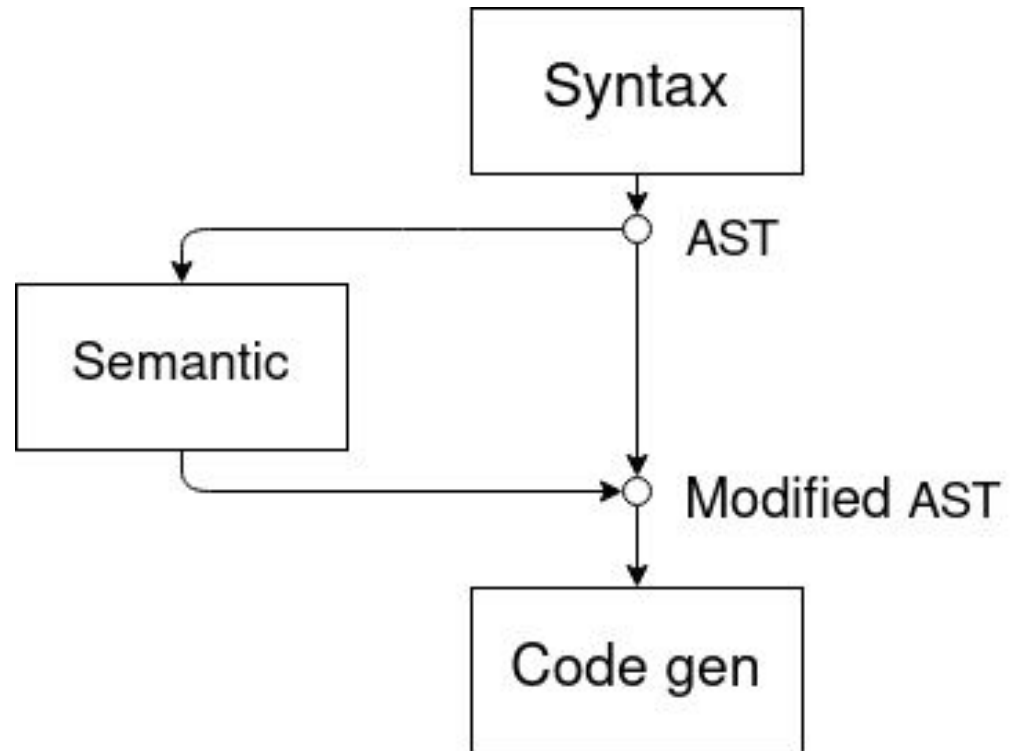 Syntax
AST
Semantic
Modified AST
Code gen